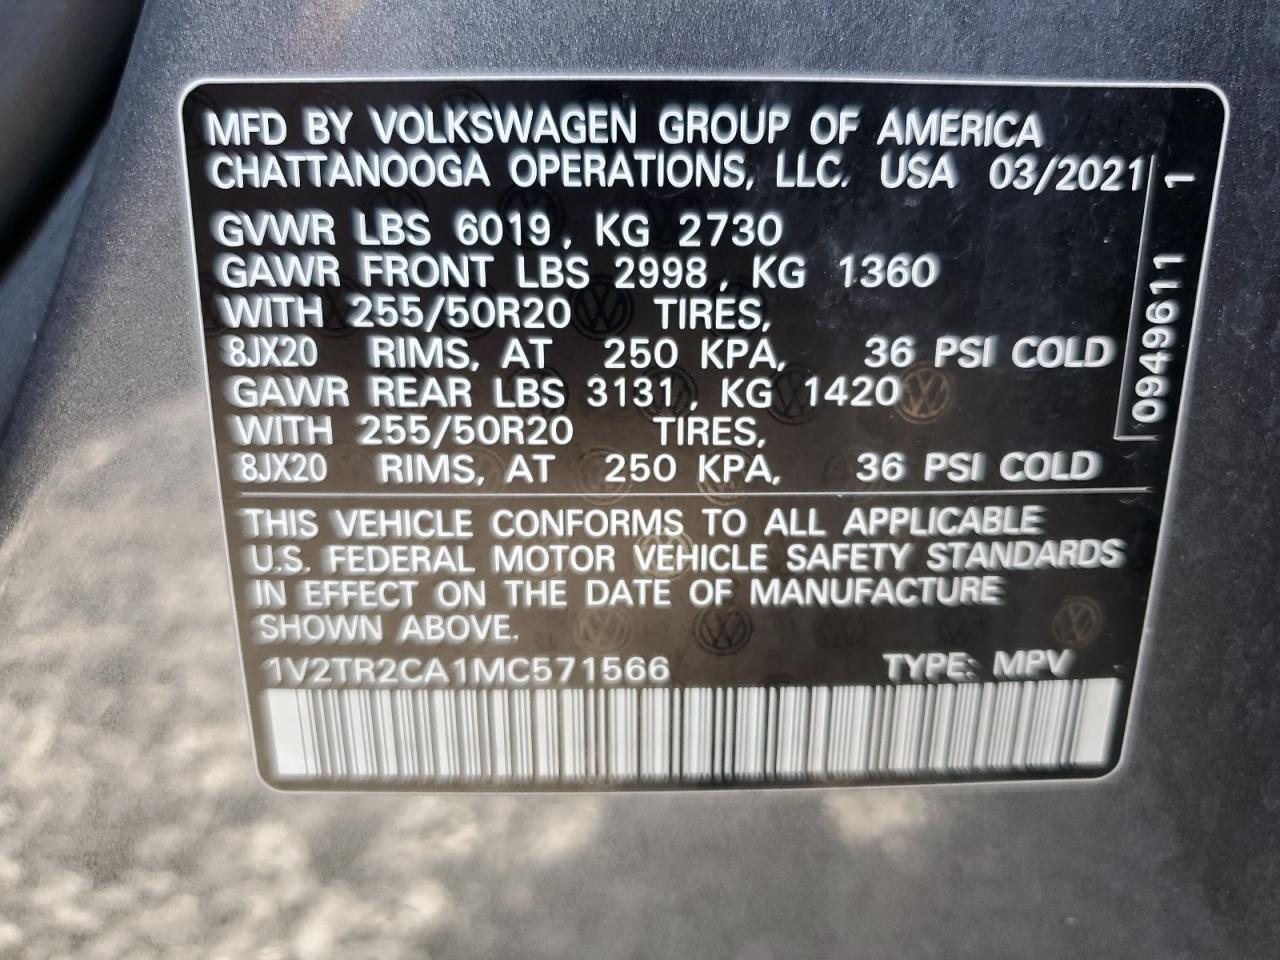 MFD BY VOLKSWAGEN GROUP OF AMERICA
CHATTANOOGA OPERATIONS, LLC. USA 03/2021
GVWR LBS 6019, KG 2730
GAWR FRONT LBS 2998, KG 1360
WITH 255/50R20 TIRES,
8JX20 RIMS, AT 250 KPA, 36 PSI COLD
GAWR REAR LBS 3131, KG 1420
WITH 255/50R20 TIRES,
8JX20 RIMS, AT 250 KPA, 36 PSI COLD
THIS VEHICLE CONFORMS TO ALL APPLICABLE
U.S. FEDERAL MOTOR VEHICLE SAFETY STANDARDS
IN EFFECT ON THE DATE OF MANUFACTURE
SHOWN ABOVE.
1V2TR2CA1MC571566 TYPE: MPV
0949611 1